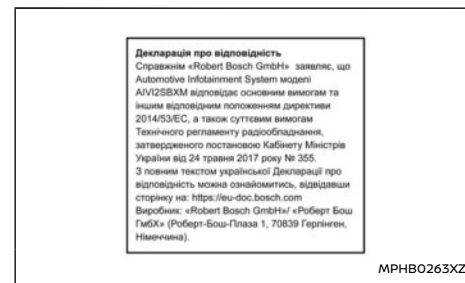 Декларація про відповідність
Справжнім «Robert Bosch GmbH» заявляє, що
Automotive Infotainment System моделі
AIVI2SBXM відповідає основним вимогам та
іншим відповідним положенням директиви
2014/53/EC, а також суттєвим вимогам
Технічного регламенту радіообладнання,
затвердженого постановою Кабінету Міністрів
України від 24 травня 2017 року № 355.
З повним текстом української Декларації про
відповідність можна ознайомитись, відвідавши
сторінку на: https://eu-doc.bosch.com
Виробник: «Robert Bosch GmbH»/ «Роберт Бош
ГмбХ» (Роберт-Бош-Плаза 1, 70839 Герлінген,
Німеччина).
MPHB0263XZ